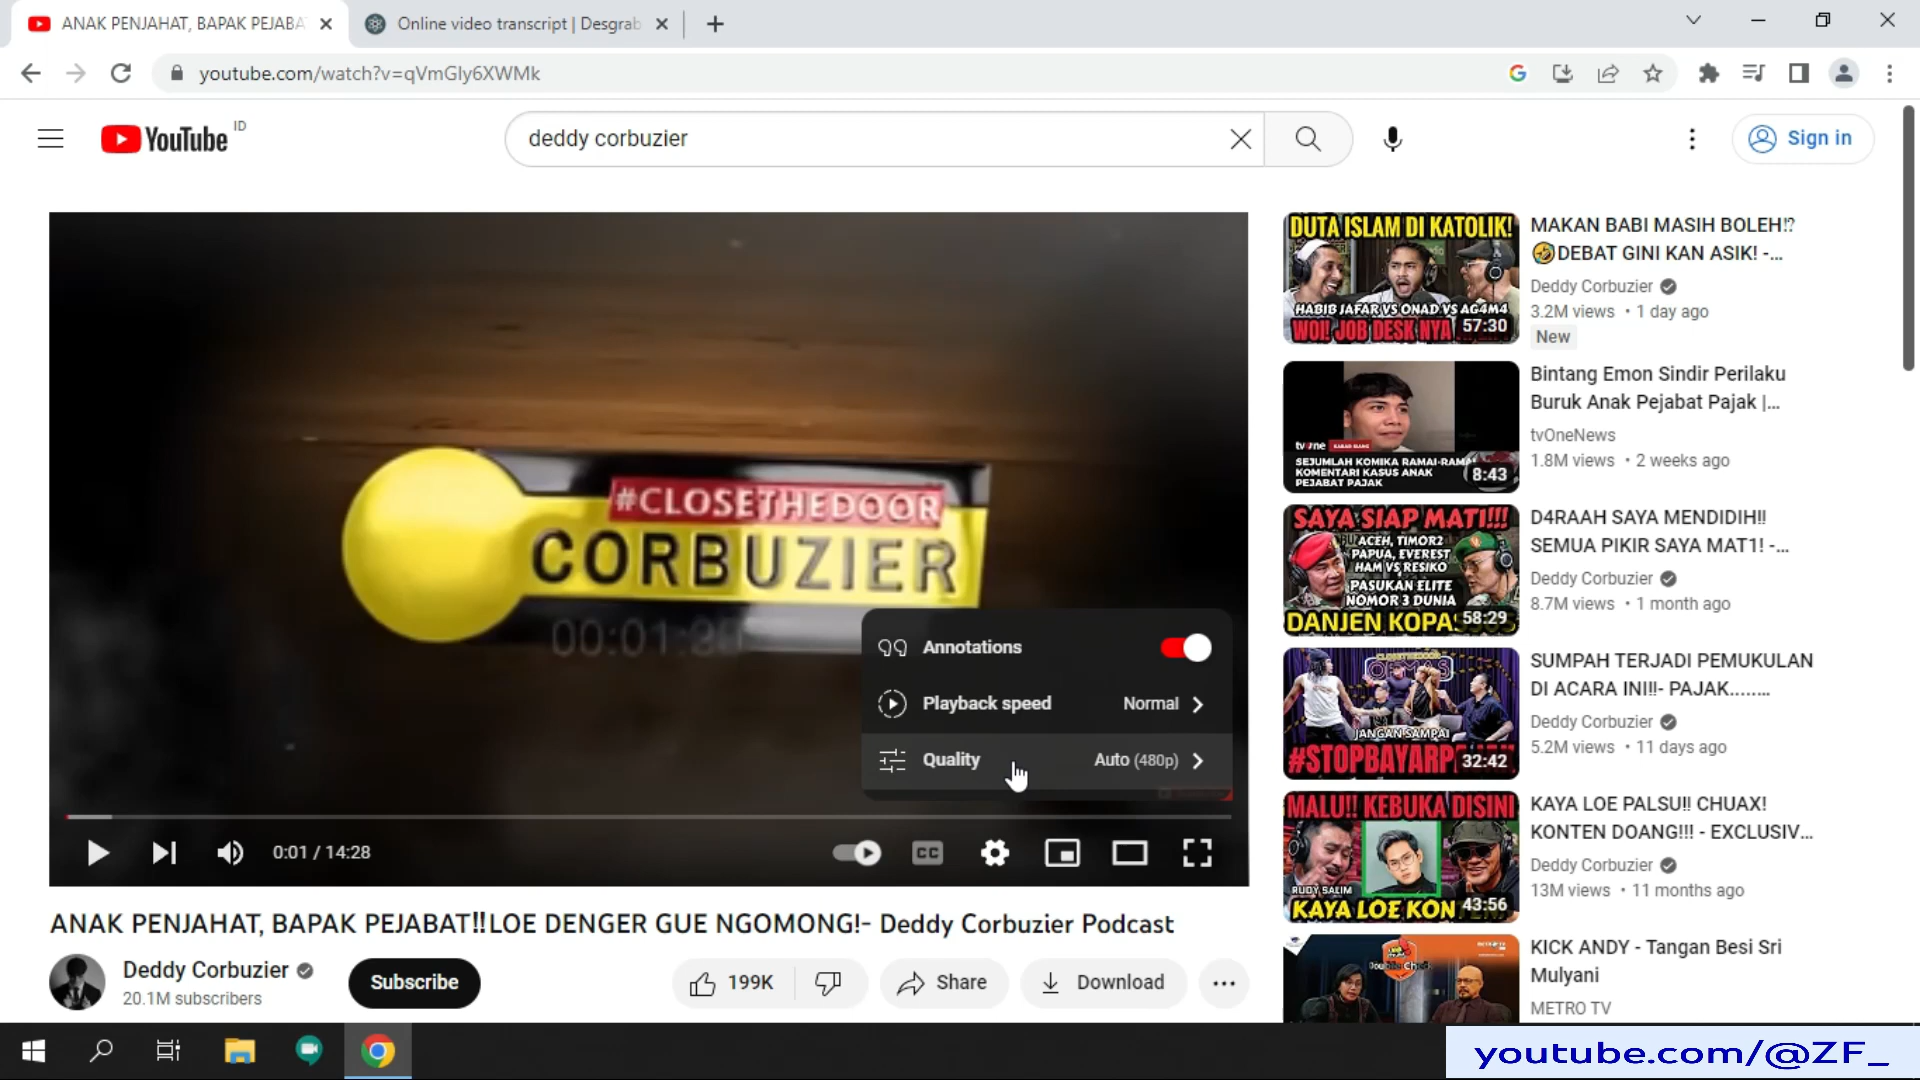 ANAK PENJAHAT, BAPAK PEJABA
Online video transcript | Desgrab
youtube.com/watch?v=qVmGly6XWMk
YouTube ID
deddy corbuzier
Sign in
#CLOSETHEDOOR
CORBUZIER
00:01:30
Annotations
Playback speed Normal
Quality Auto (480p)
0:01 / 14:28
CC
ANAK PENJAHAT, BAPAK PEJABAT!!LOE DENGER GUE NGOMONG!- Deddy Corbuzier Podcast
Deddy Corbuzier
20.1M subscribers
Subscribe
199K
Share
Download
DUTA ISLAM DI KATOLIK!
HABIB JAFAR VS ONAD VS AG4M4
WOI! JOB DESK NYA
57:30
MAKAN BABI MASIH BOLEH!?
🤣DEBAT GINI KAN ASIK! -...
Deddy Corbuzier
3.2M views • 1 day ago
New
tvOne KABAR SIANG
SEJUMLAH KOMIKA RAMAI-RAMAI
KOMENTARI KASUS ANAK
PEJABAT PAJAK
8:43
Bintang Emon Sindir Perilaku
Buruk Anak Pejabat Pajak |...
tvOneNews
1.8M views • 2 weeks ago
SAYA SIAP MATI!!!
ACEH, TIMOR2
PAPUA, EVEREST
HAM VS RESIKO
PASUKAN ELITE
NOMOR 3 DUNIA
DANJEN KOPASSUS
58:29
D4RAAH SAYA MENDIDIH!!
SEMUA PIKIR SAYA MAT1! -...
Deddy Corbuzier
8.7M views • 1 month ago
JANGAN SAMPAI
#STOPBAYARP
32:42
SUMPAH TERJADI PEMUKULAN
DI ACARA INI!!- PAJAK.......
Deddy Corbuzier
5.2M views • 11 days ago
MALU!! KEBUKA DISINI
RUDY SALIM
KAYA LOE KON
43:56
KAYA LOE PALSU!! CHUAX!
KONTEN DOANG!!! - EXCLUSIV...
Deddy Corbuzier
13M views • 11 months ago
KICK ANDY - Tangan Besi Sri
Mulyani
METRO TV
youtube.com/@ZF_